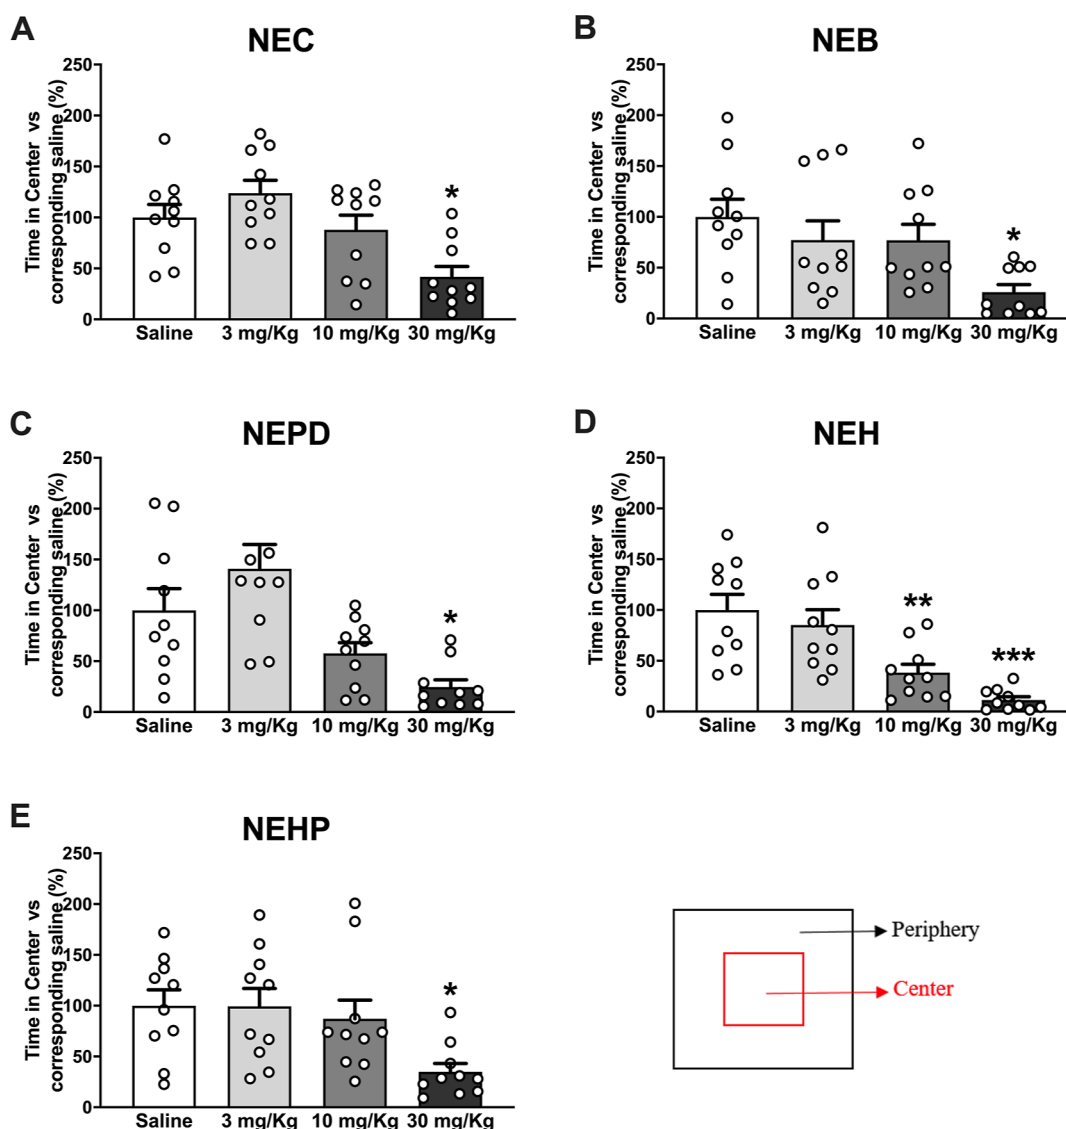 A
NEC
Time in Center vs
corresponding saline (%)
250
200
150
100
50
0
Saline
3 mg/Kg
10 mg/Kg
30 mg/Kg
*
B
NEB
Time in Center vs
corresponding saline (%)
250
200
150
100
50
0
Saline
3 mg/Kg
10 mg/Kg
30 mg/Kg
*
C
NEPD
Time in Center vs
corresponding saline (%)
250
200
150
100
50
0
Saline
3 mg/Kg
10 mg/Kg
30 mg/Kg
*
D
NEH
Time in Center vs
corresponding saline (%)
250
200
150
100
50
0
Saline
3 mg/Kg
10 mg/Kg
30 mg/Kg
**
***
E
NEHP
Time in Center vs
corresponding saline (%)
250
200
150
100
50
0
Saline
3 mg/Kg
10 mg/Kg
30 mg/Kg
*
Periphery
Center